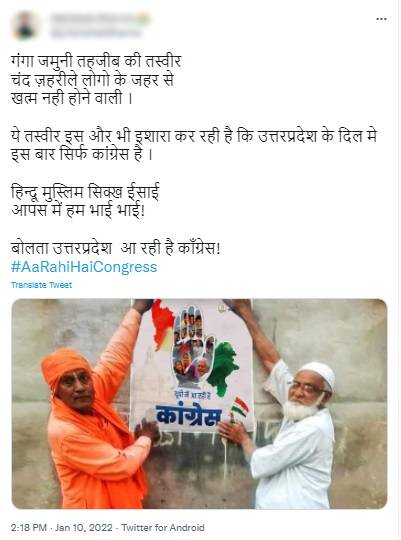 गंगा जमुनी तहजीब की तस्वीर
चंद ज़हरीले लोगो के जहर से
खत्म नही होने वाली ।
ये तस्वीर इस और भी इशारा कर रही है कि उत्तरप्रदेश के दिल मे
इस बार सिर्फ कांग्रेस है ।
हिन्दू मुस्लिम सिक्ख ईसाई
आपस में हम भाई भाई!
बोलता उत्तरप्रदेश आ रही है काँग्रेस!
#AaRahiHaiCongress
Translate Tweet
यूपी में आ रही है
कांग्रेस
2:18 PM · Jan 10, 2022 · Twitter for Android